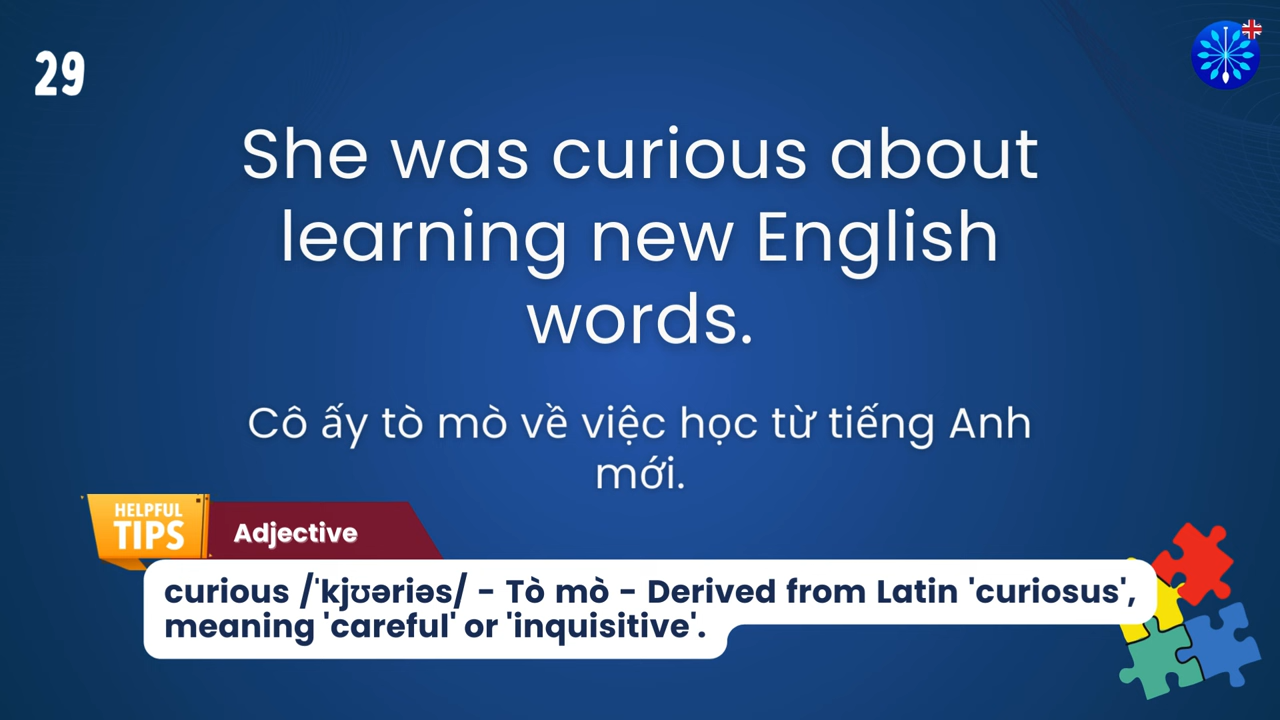 29
She was curious about
learning new English
words.
Cô ấy tò mò về việc học từ tiếng Anh
mới.
HELPFUL
TIPS
Adjective
curious /ˈkjʊəriəs/ - Tò mò - Derived from Latin 'curiosus',
meaning 'careful' or 'inquisitive'.